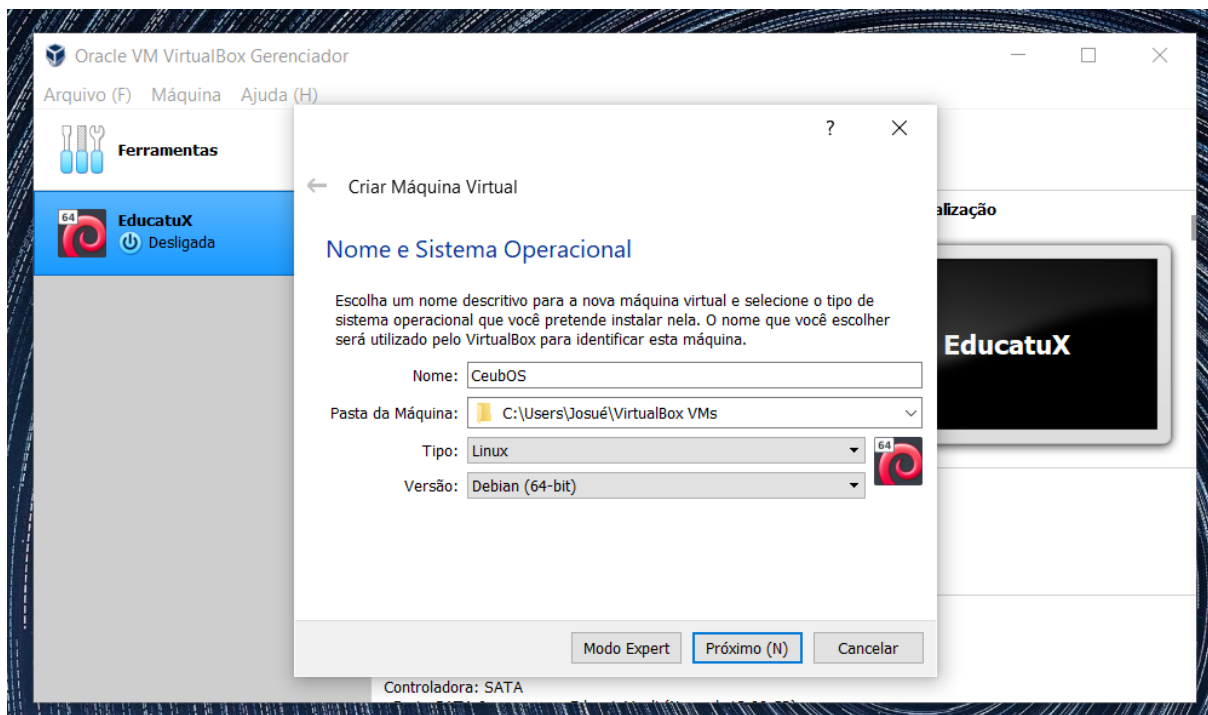 Oracle VM VirtualBox Gerenciador
Arquivo (F) Máquina Ajuda (H)
Ferramentas
64
EducatuX
Desligada
?
Criar Máquina Virtual
Nome e Sistema Operacional
Escolha um nome descritivo para a nova máquina virtual e selecione o tipo de
sistema operacional que você pretende instalar nela. O nome que você escolher
será utilizado pelo VirtualBox para identificar esta máquina.
Nome: CeubOS
Pasta da Máquina: C:\Users\Josué\VirtualBox VMs
Tipo: Linux
64
Versão: Debian (64-bit)
Modo Expert Próximo (N) Cancelar
alização
EducatuX
Controladora: SATA